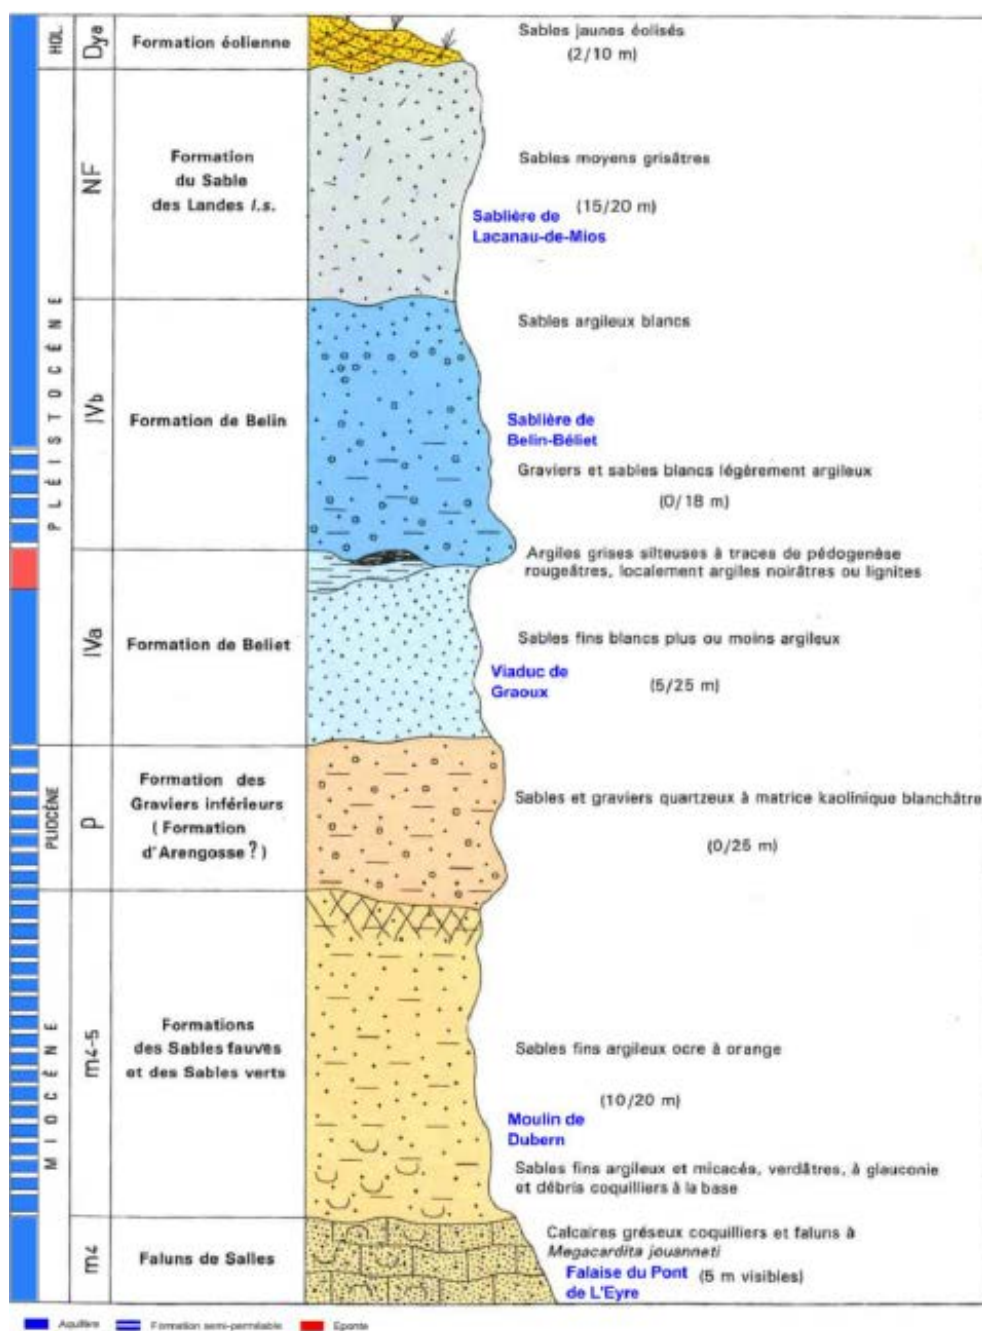 HOL.
Dya
Formation éolienne
Sables jaunes éolisés
(2/10 m)
PLÉISTOCÈNE
NF
Formation
du Sable
des Landes l.s.
Sables moyens grisâtres
(15/20 m)
Sablière de
Lacanau-de-Mios
IVb
Formation de Belin
Sables argileux blancs
Sablière de
Belin-Béliet
Graviers et sables blancs légèrement argileux
(0/18 m)
Argiles grises silteuses à traces de pédogenèse
rougeâtres, localement argiles noirâtres ou lignites
IVa
Formation de Beliet
Sables fins blancs plus ou moins argileux
Viaduc de
Graoux
(5/25 m)
PLIOCÈNE
p
Formation des
Graviers inférieurs
( Formation
d'Arengosse ? )
Sables et graviers quartzeux à matrice kaolinique blanchâtre
(0/25 m)
MIOCÈNE
m4-5
Formations
des Sables fauves
et des Sables verts
Sables fins argileux ocre à orange
(10/20 m)
Moulin de
Dubern
Sables fins argileux et micacés, verdâtres, à glauconie
et débris coquilliers à la base
m4
Faluns de Salles
Calcaires gréseux coquilliers et faluns à
Megacardita jouanneti
Falaise du Pont (5 m visibles)
de L'Eyre
Aquifère
Formation semi-perméable
Eponte